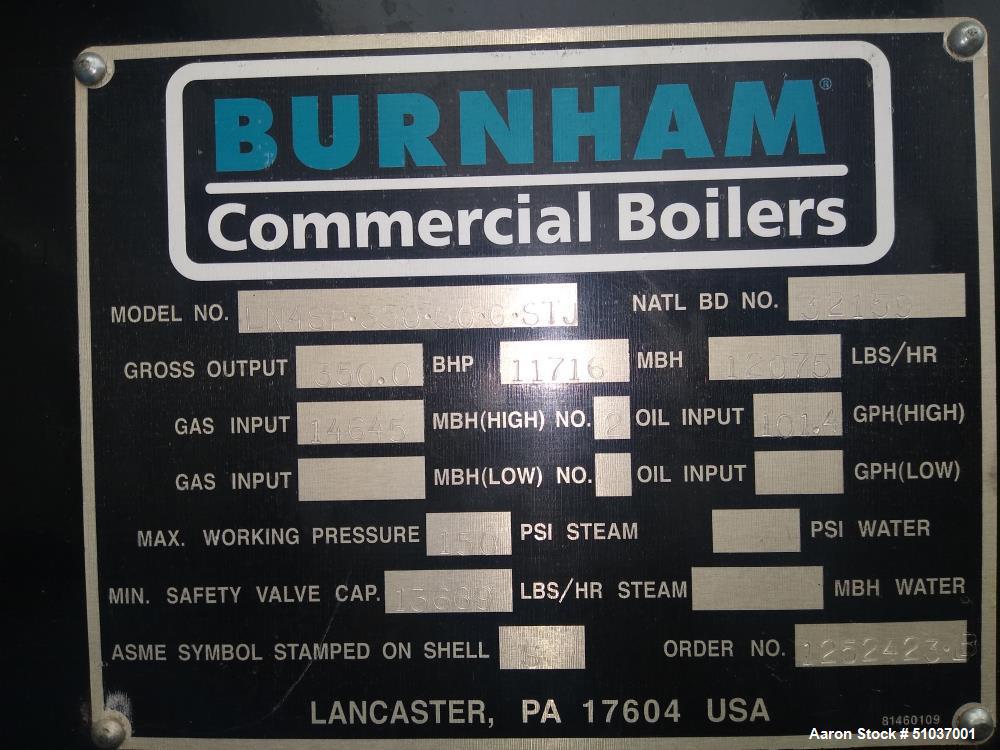 BURNHAM®
Commercial Boilers
MODEL NO. NATL BD NO. 32159
GROSS OUTPUT 350.0 BHP 11716 MBH 12075 LBS/HR
GAS INPUT 14645 MBH(HIGH) NO. 2 OIL INPUT 101.4 GPH(HIGH)
GAS INPUT MBH(LOW) NO. OIL INPUT GPH(LOW)
MAX. WORKING PRESSURE 150 PSI STEAM PSI WATER
MIN. SAFETY VALVE CAP. LBS/HR STEAM MBH WATER
ASME SYMBOL STAMPED ON SHELL ORDER NO. 1252423-B
LANCASTER, PA 17604 USA
81460109
Aaron Stock # 51037001